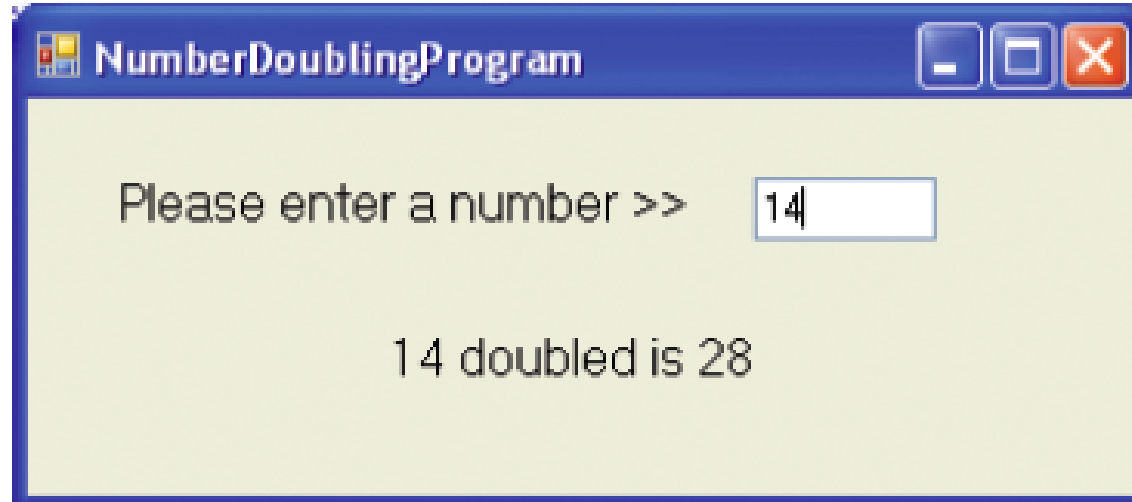 NumberDoublingProgram
Please enter a number >> 14
14 doubled is 28